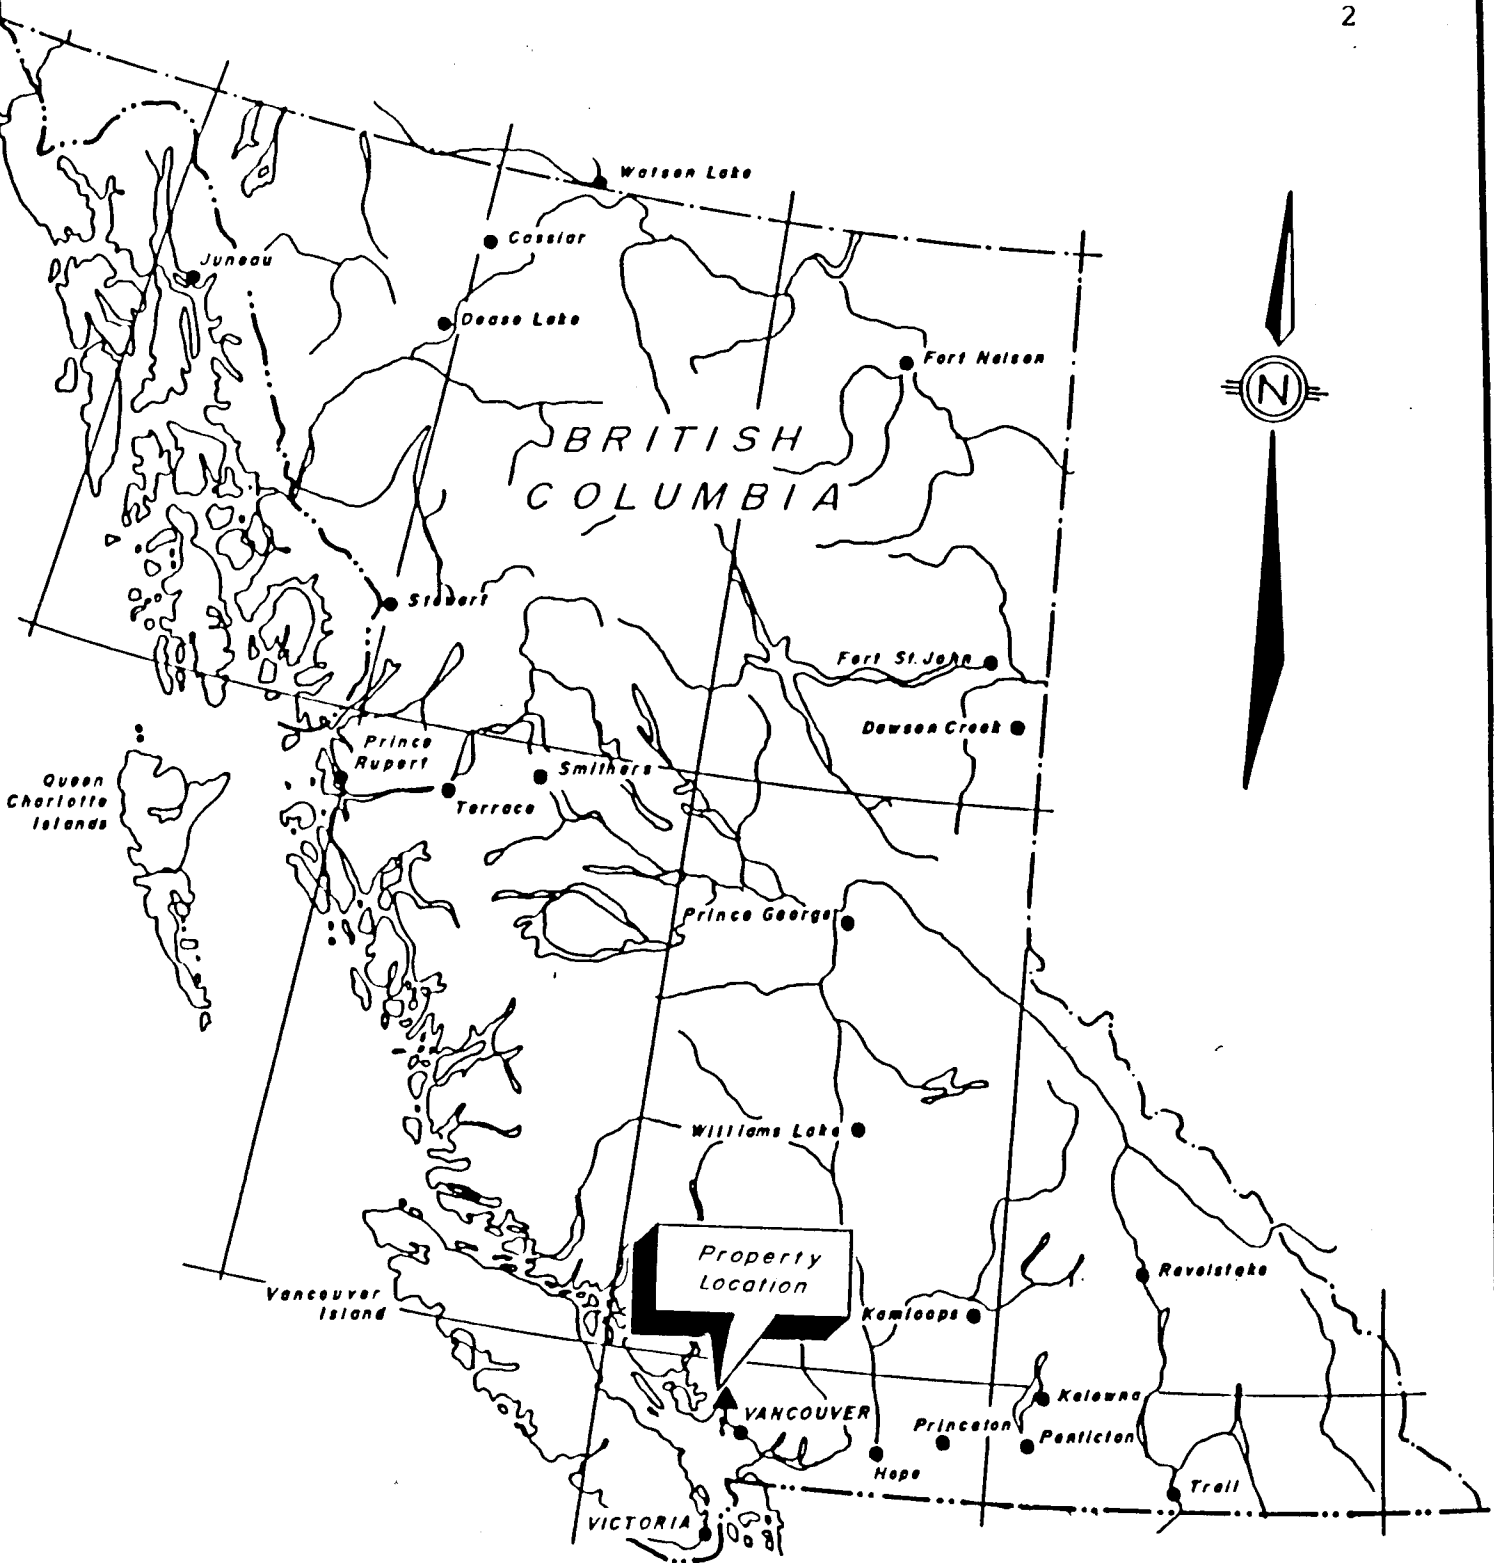 2
Watson Lake
Cassiar
Juneau
Dease Lake
Fort Nelson
N
BRITISH
COLUMBIA
Stewart
Fort St. John
Dawson Creek
Prince
Rupert
Smithers
Terrace
Queen
Charlotte
Islands
Prince George
Williams Lake
Property
Location
Vancouver
Island
Revelstoke
Kamloops
Kelowna
VANCOUVER
Princeton
Penticton
Hope
Trail
VICTORIA